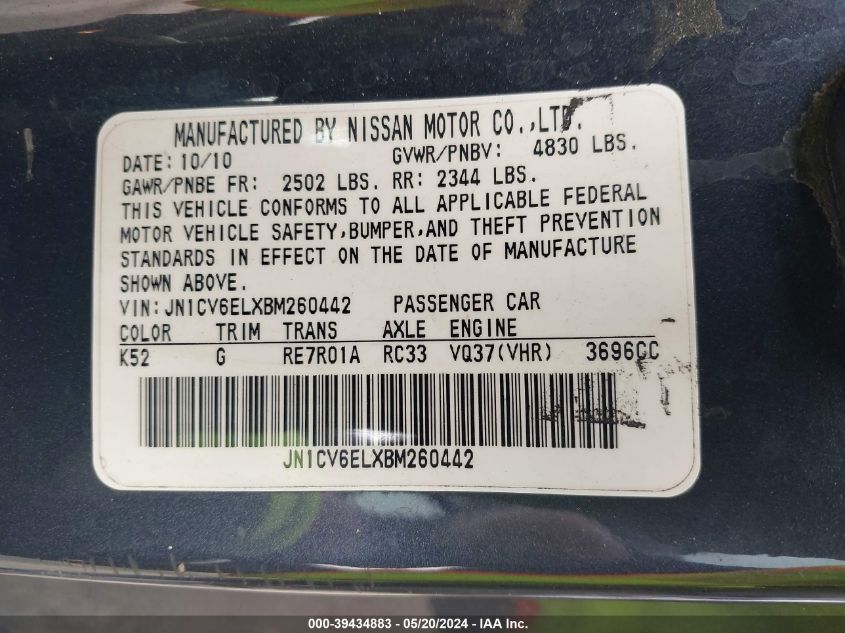 MANUFACTURED BY NISSAN MOTOR CO.,LTD.
DATE: 10/10 GVWR/PNBV: 4830 LBS.
GAWR/PNBE FR: 2502 LBS. RR: 2344 LBS.
THIS VEHICLE CONFORMS TO ALL APPLICABLE FEDERAL
MOTOR VEHICLE SAFETY,BUMPER,AND THEFT PREVENTION
STANDARDS IN EFFECT ON THE DATE OF MANUFACTURE
SHOWN ABOVE.
VIN:JN1CV6ELXBM260442 PASSENGER CAR
COLOR TRIM TRANS AXLE ENGINE
K52 G RE7R01A RC33 VQ37(VHR) 3696CC
JN1CV6ELXBM260442
000-39434883 — 05/20/2024 — IAA Inc.